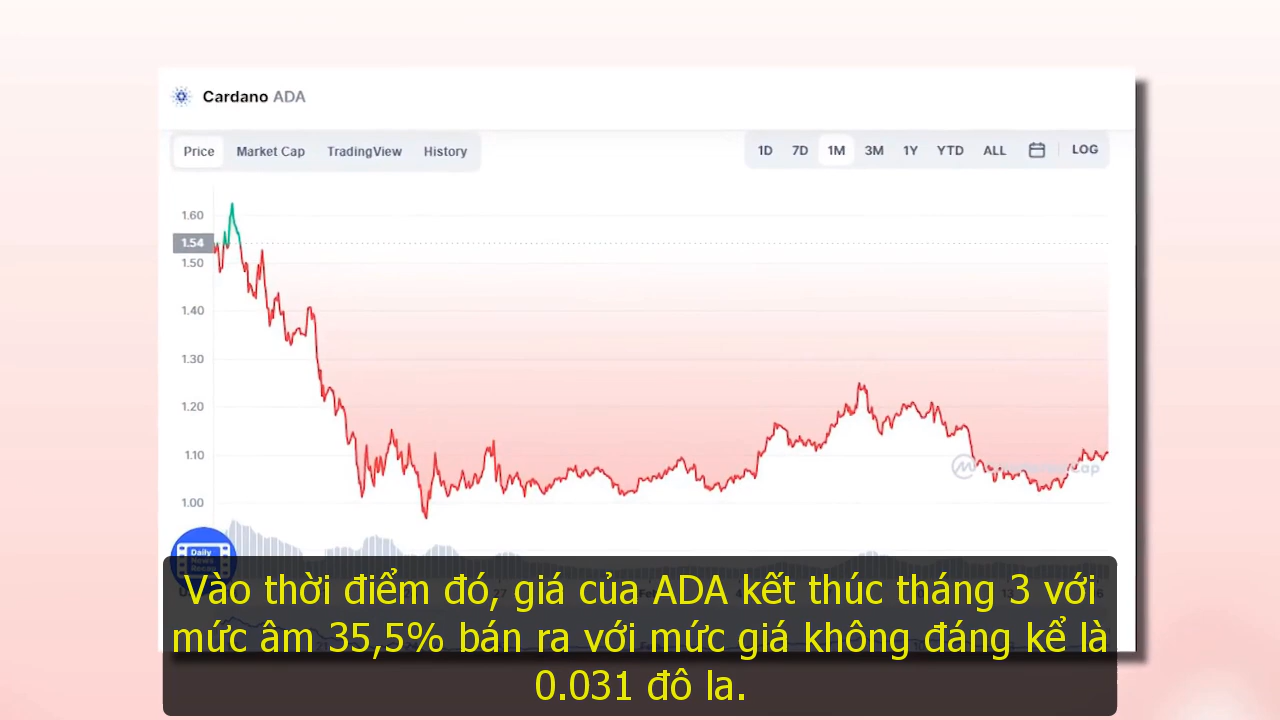 Cardano ADA
Price Market Cap TradingView History
1D 7D 1M 3M 1Y YTD ALL LOG
1.60
1.54
1.50
1.40
1.30
1.20
1.10
1.00
Daily
News
Recap
Vào thời điểm đó, giá của ADA kết thúc tháng 3 với
mức âm 35,5% bán ra với mức giá không đáng kể là
0.031 đô la.